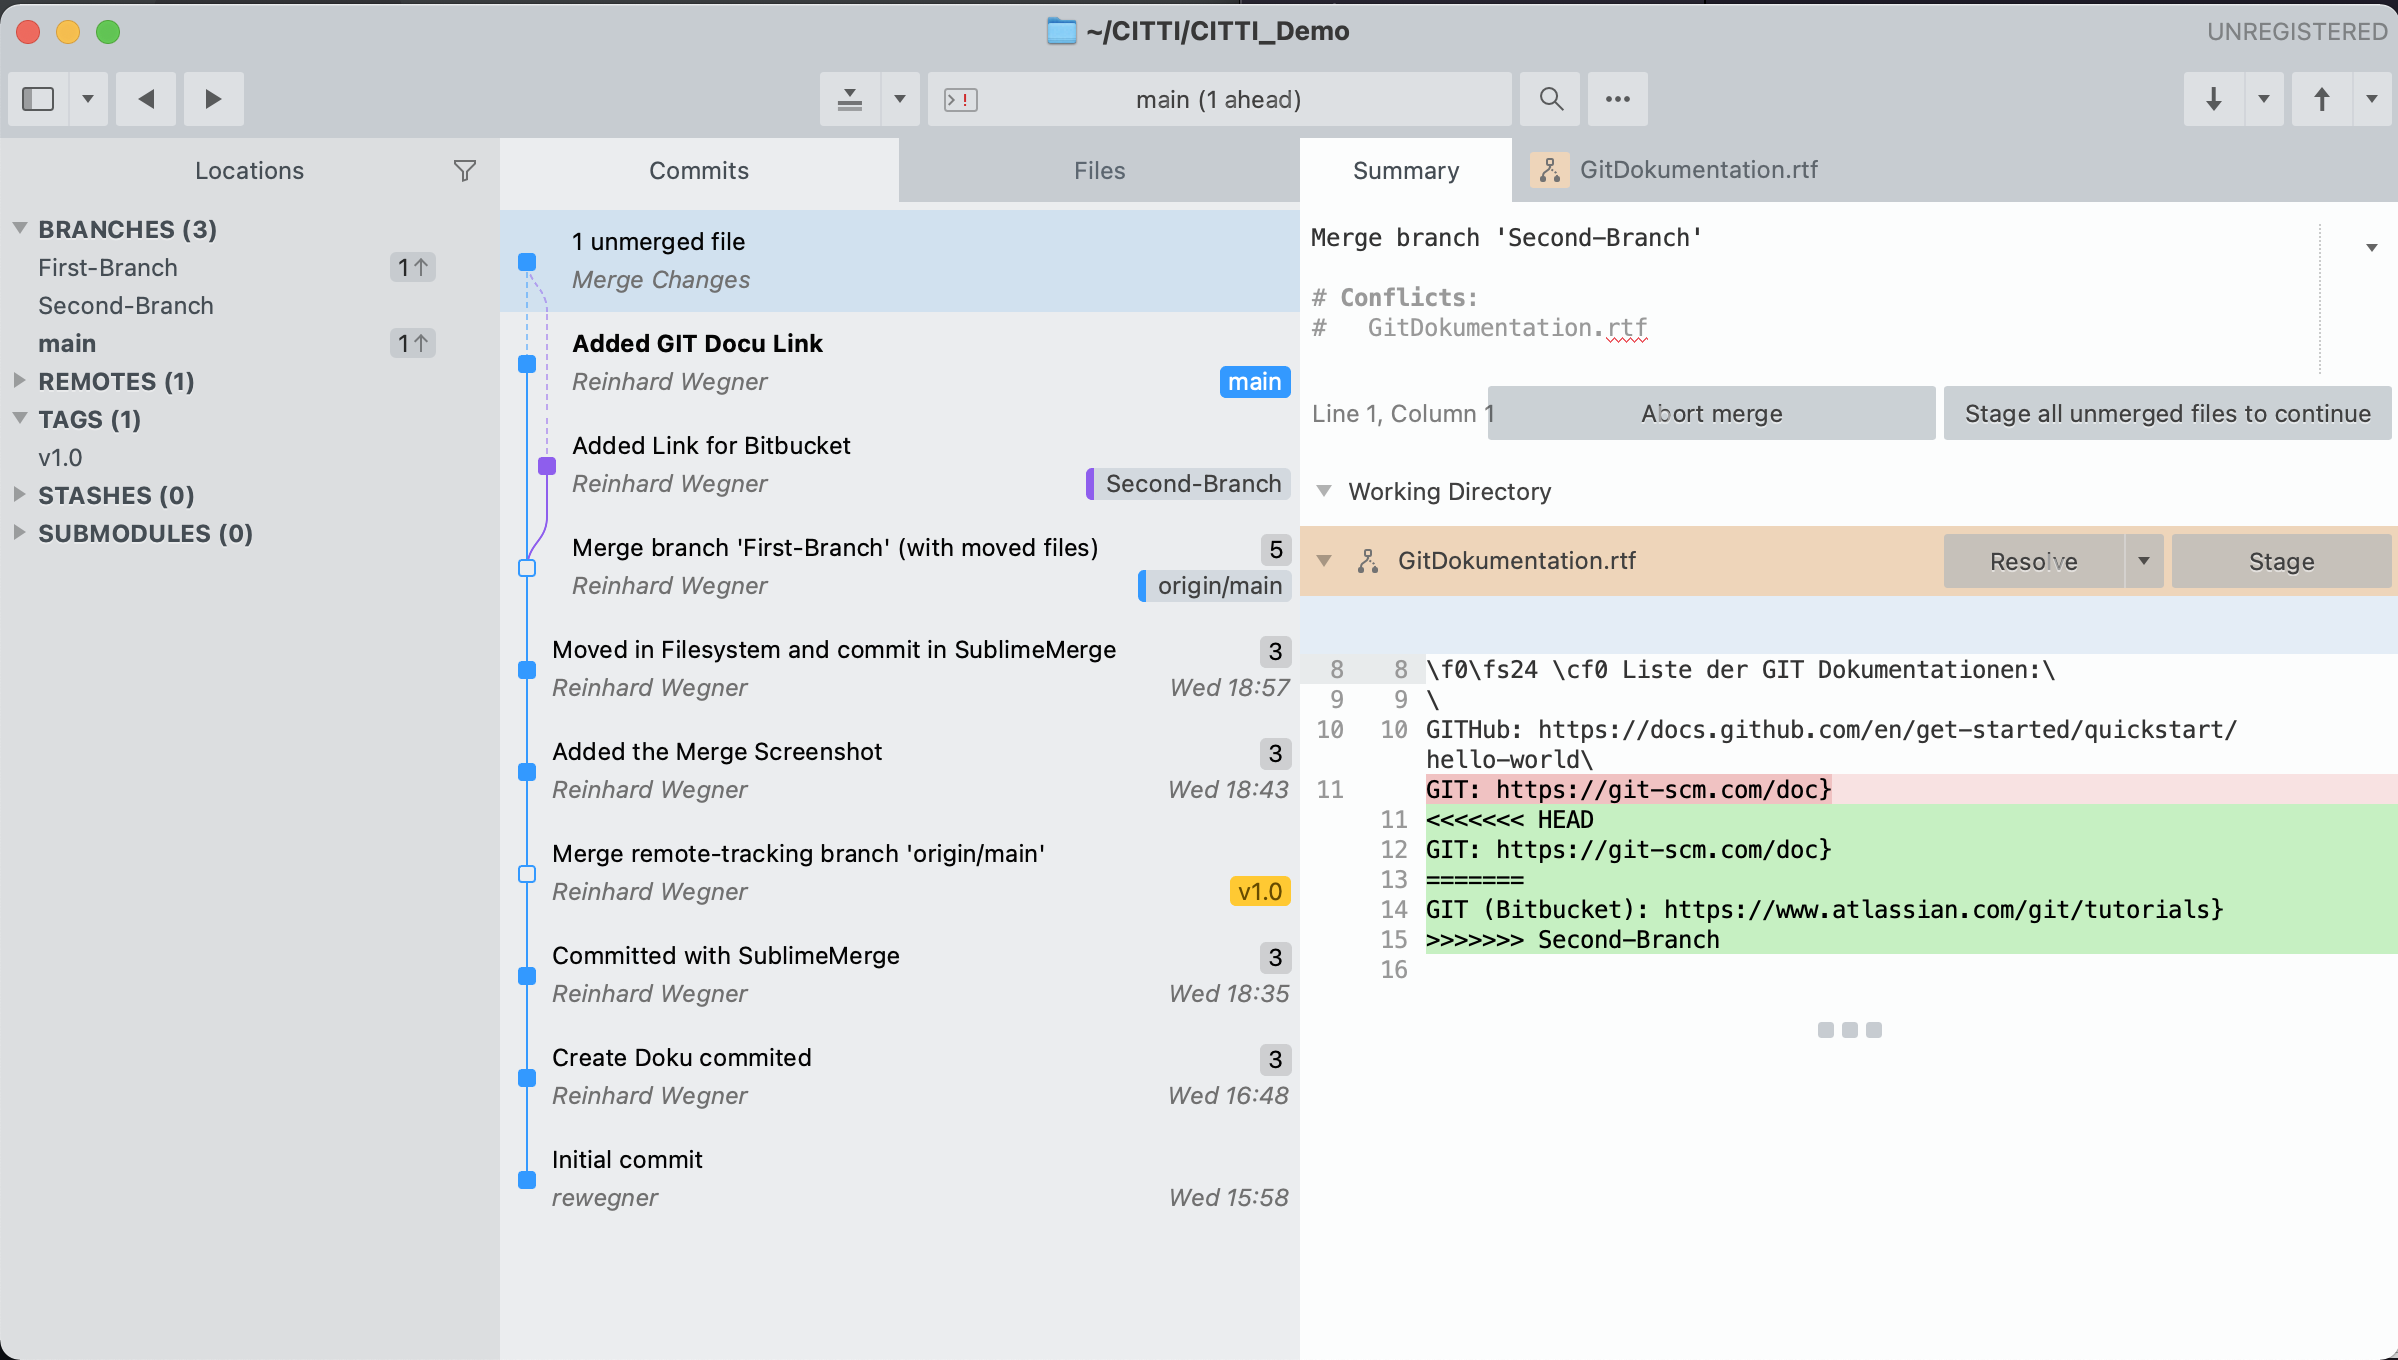 ~/CITTI/CITTI_Demo
UNREGISTERED
main (1 ahead)
Locations
BRANCHES (3)
First-Branch 1↑
Second-Branch
main 1↑
REMOTES (1)
TAGS (1)
v1.0
STASHES (0)
SUBMODULES (0)
Commits
Files
1 unmerged file
Merge Changes
Added GIT Docu Link
Reinhard Wegner main
Added Link for Bitbucket
Reinhard Wegner Second-Branch
Merge branch 'First-Branch' (with moved files) 5
Reinhard Wegner origin/main
Moved in Filesystem and commit in SublimeMerge 3
Reinhard Wegner Wed 18:57
Added the Merge Screenshot 3
Reinhard Wegner Wed 18:43
Merge remote-tracking branch 'origin/main'
Reinhard Wegner v1.0
Committed with SublimeMerge 3
Reinhard Wegner Wed 18:35
Create Doku commited 3
Reinhard Wegner Wed 16:48
Initial commit
rewegner Wed 15:58
Summary
GitDokumentation.rtf
Merge branch 'Second-Branch'
# Conflicts:
#   GitDokumentation.rtf
Line 1, Column 1
Abort merge
Stage all unmerged files to continue
Working Directory
GitDokumentation.rtf
Resolve
Stage
8 8 \f0\fs24 \cf0 Liste der GIT Dokumentationen:\
9 9 \
10 10 GITHub: https://docs.github.com/en/get-started/quickstart/
hello-world\
11 GIT: https://git-scm.com/doc}
11 <<<<<<< HEAD
12 GIT: https://git-scm.com/doc}
13 =======
14 GIT (Bitbucket): https://www.atlassian.com/git/tutorials}
15 >>>>>>> Second-Branch
16